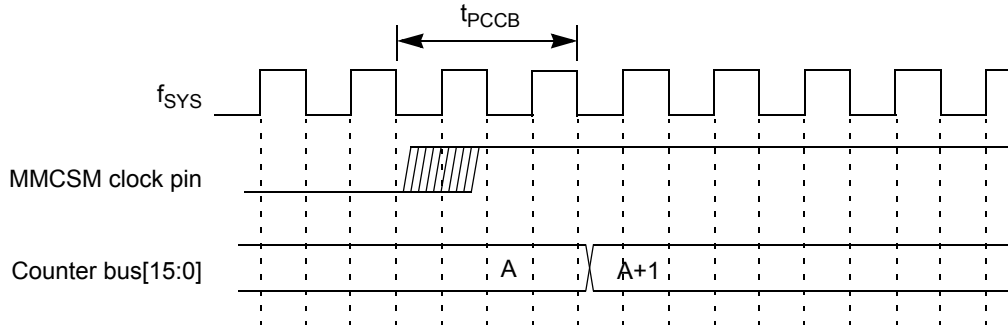 tPCCB
fSYS
MMCSM clock pin
Counter bus[15:0]
A
A+1